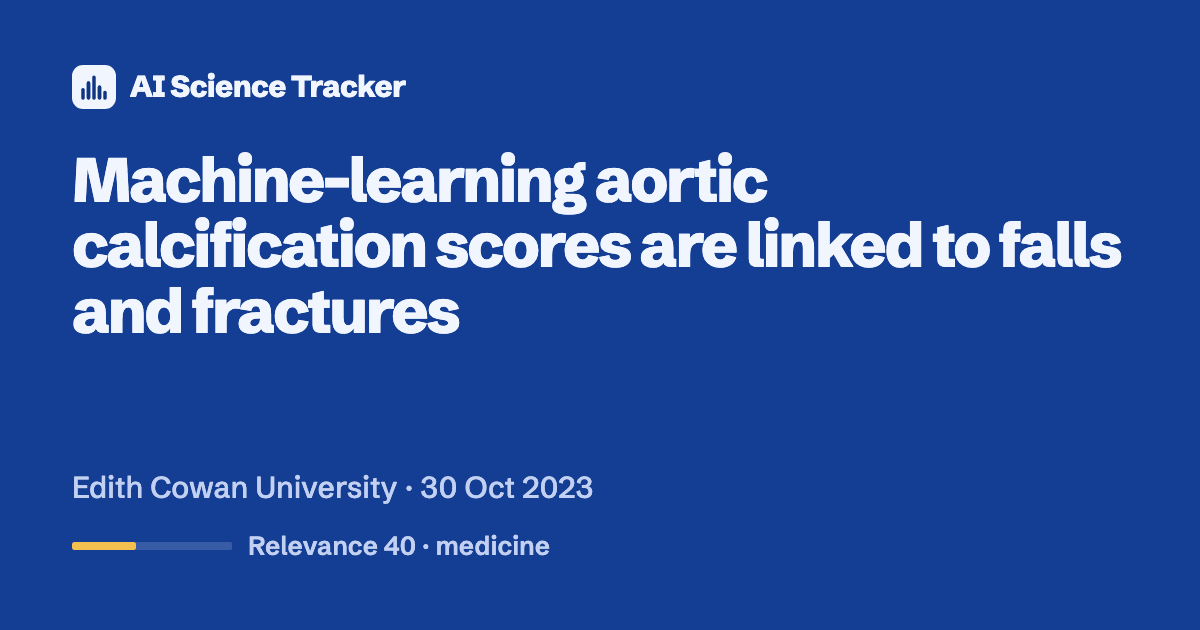 AI Science Tracker
Machine-learning aortic
calcification scores are linked to falls
and fractures
Edith Cowan University · 30 Oct 2023
Relevance 40 · medicine